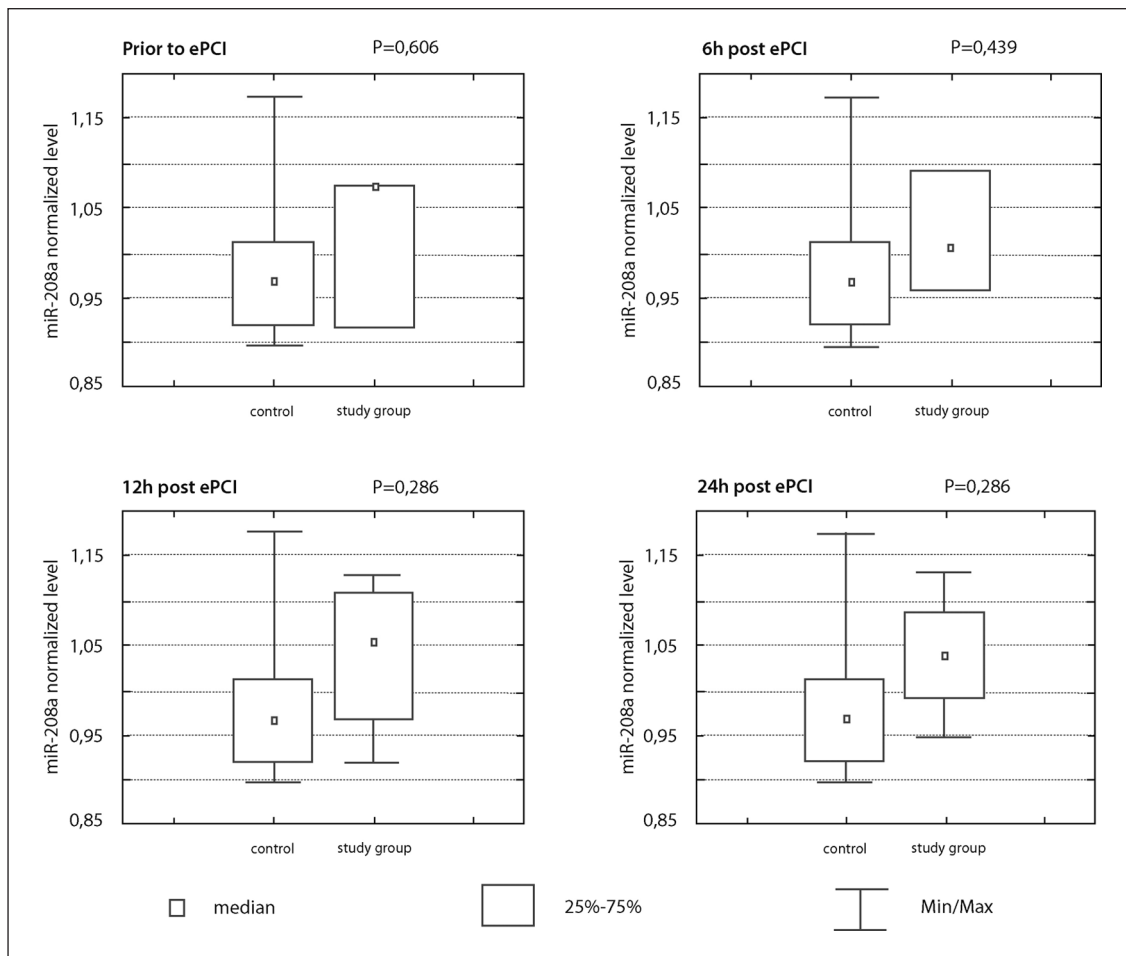 Prior to ePCI P=0,606
miR-208a normalized level
1,15
1,05
0,95
0,85
control study group
6h post ePCI P=0,439
miR-208a normalized level
1,15
1,05
0,95
0,85
control study group
12h post ePCI P=0,286
miR-208a normalized level
1,15
1,05
0,95
0,85
control study group
24h post ePCI P=0,286
miR-208a normalized level
1,15
1,05
0,95
0,85
control study group
median 25%-75% Min/Max